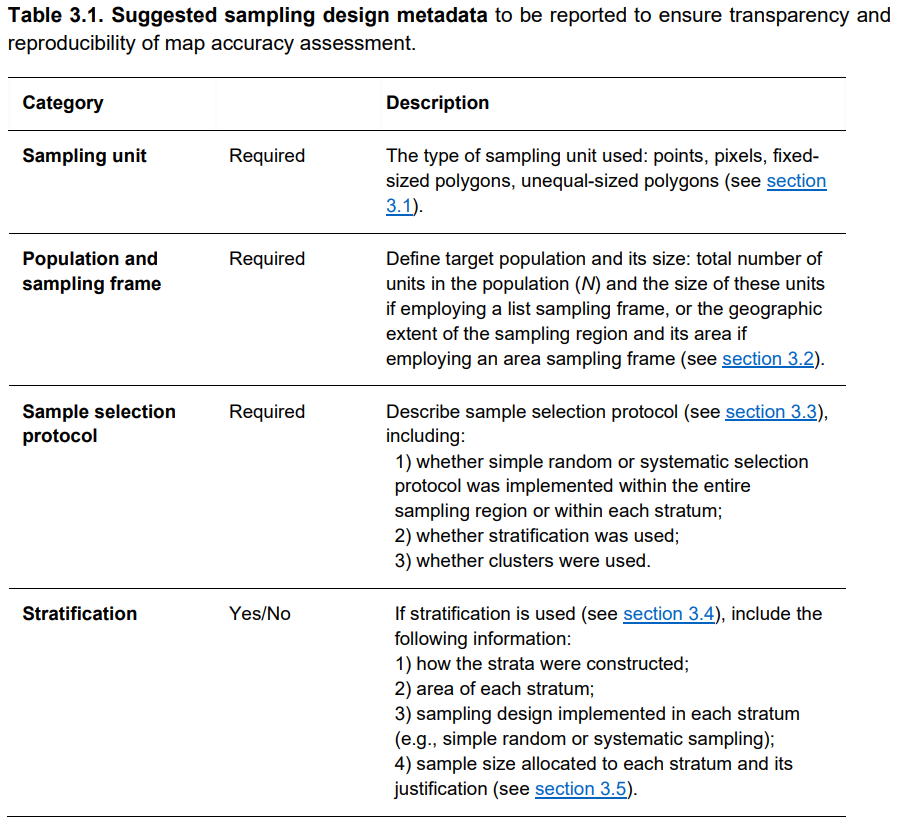 Table 3.1. Suggested sampling design metadata to be reported to ensure transparency and
reproducibility of map accuracy assessment.
Category Description
Sampling unit Required The type of sampling unit used: points, pixels, fixed-
sized polygons, unequal-sized polygons (see section
3.1).
Population and Required Define target population and its size: total number of
sampling frame units in the population (N) and the size of these units
if employing a list sampling frame, or the geographic
extent of the sampling region and its area if
employing an area sampling frame (see section 3.2).
Sample selection Required Describe sample selection protocol (see section 3.3),
protocol including:
1) whether simple random or systematic selection
protocol was implemented within the entire
sampling region or within each stratum;
2) whether stratification was used;
3) whether clusters were used.
Stratification Yes/No If stratification is used (see section 3.4), include the
following information:
1) how the strata were constructed;
2) area of each stratum;
3) sampling design implemented in each stratum
(e.g., simple random or systematic sampling);
4) sample size allocated to each stratum and its
justification (see section 3.5).